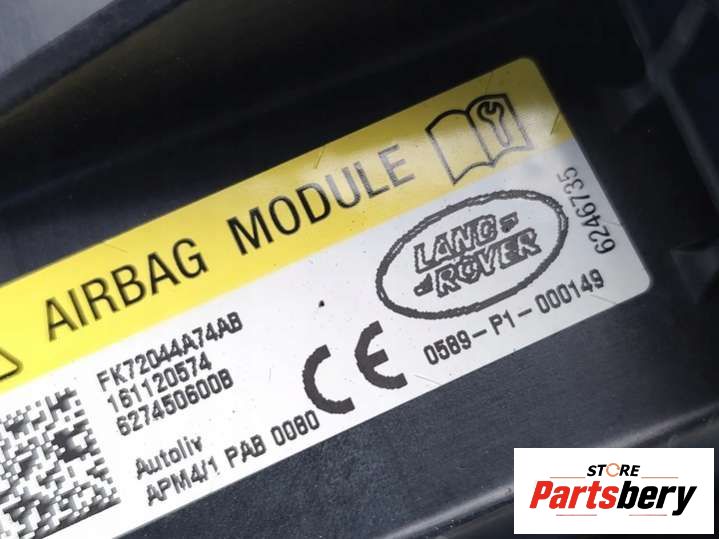 AIRBAG MODULE
FK72044A74AB
161120574
627450600B
Autoliv
APM4/1 PAB 0080
CE
LAND
ROVER
0589-P1-000149
6246735
STORE
Partsbery